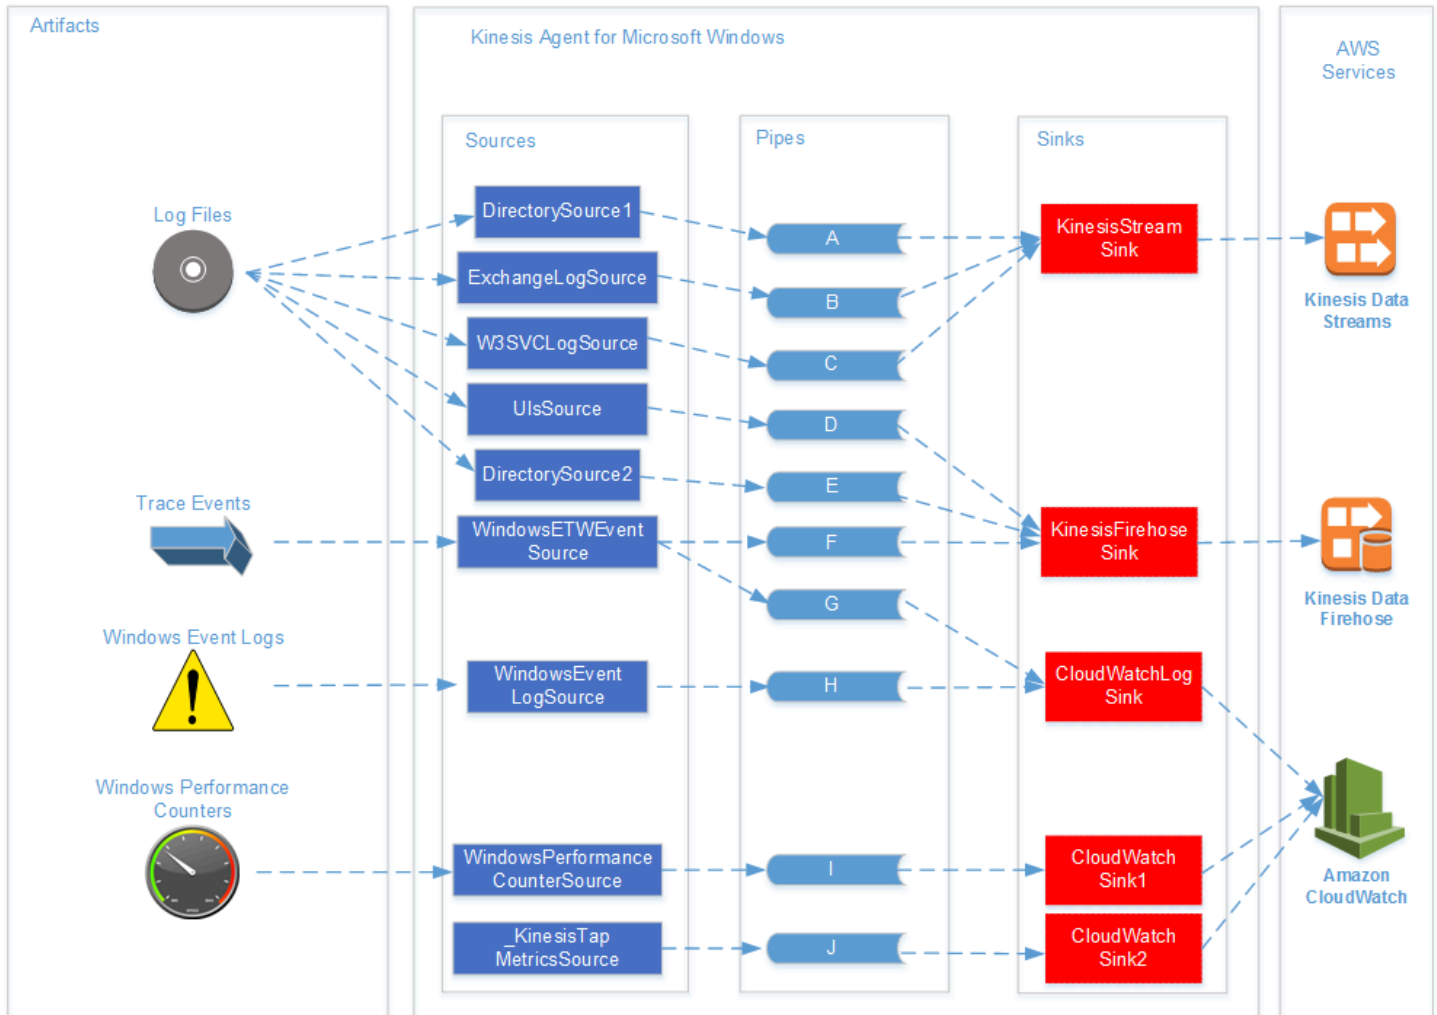 Artifacts
Kinesis Agent for Microsoft Windows
AWS
Services
Sources
Pipes
Sinks
Log Files
DirectorySource1
ExchangeLogSource
W3SVCLogSource
UlsSource
DirectorySource2
A
B
C
D
E
KinesisStream
Sink
Kinesis Data
Streams
Trace Events
WindowsETWEvent
Source
F
G
KinesisFirehose
Sink
Kinesis Data
Firehose
Windows Event Logs
WindowsEvent
LogSource
H
CloudWatchLog
Sink
Windows Performance
Counters
WindowsPerformance
CounterSource
I
CloudWatch
Sink1
Amazon
CloudWatch
_KinesisTap
MetricsSource
J
CloudWatch
Sink2